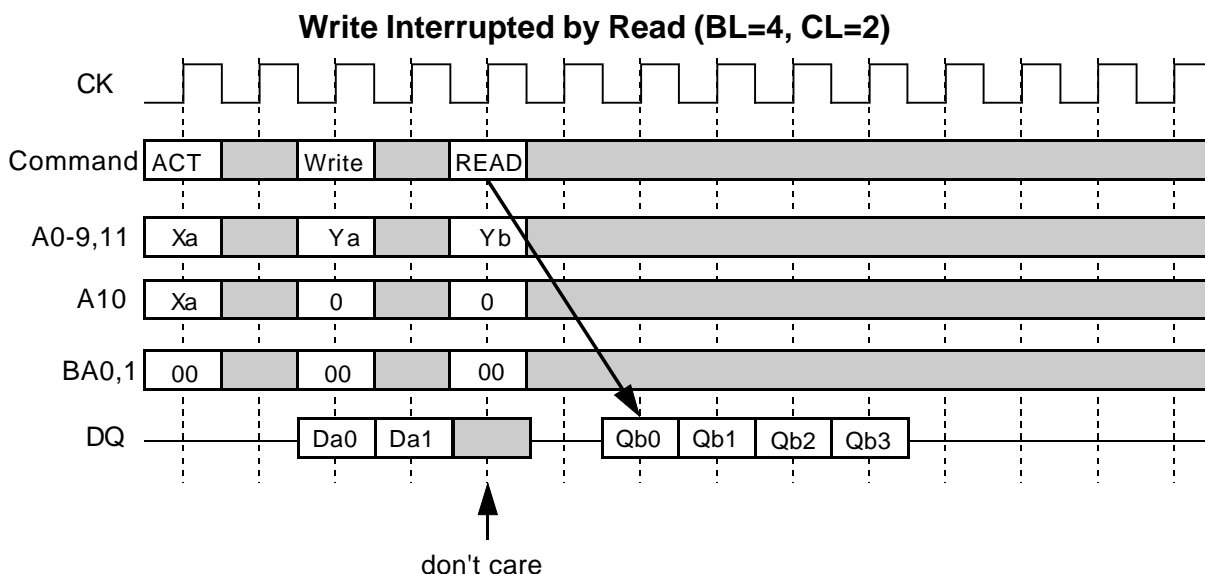 Write Interrupted by Read (BL=4, CL=2)
CK
Command ACT Write READ
A0-9,11 Xa Ya Yb
A10 Xa 0 0
BA0,1 00 00 00
DQ Da0 Da1 Qb0 Qb1 Qb2 Qb3
don't care